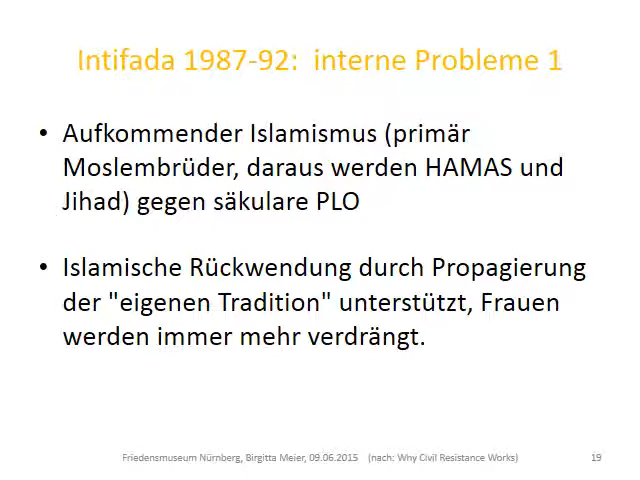 Intifada 1987-92:  interne Probleme 1
• Aufkommender Islamismus (primär
Moslembrüder, daraus werden HAMAS und
Jihad) gegen säkulare PLO
• Islamische Rückwendung durch Propagierung
der "eigenen Tradition" unterstützt, Frauen
werden immer mehr verdrängt.
Friedensmuseum Nürnberg, Birgitta Meier, 09.06.2015    (nach: Why Civil Resistance Works)    19